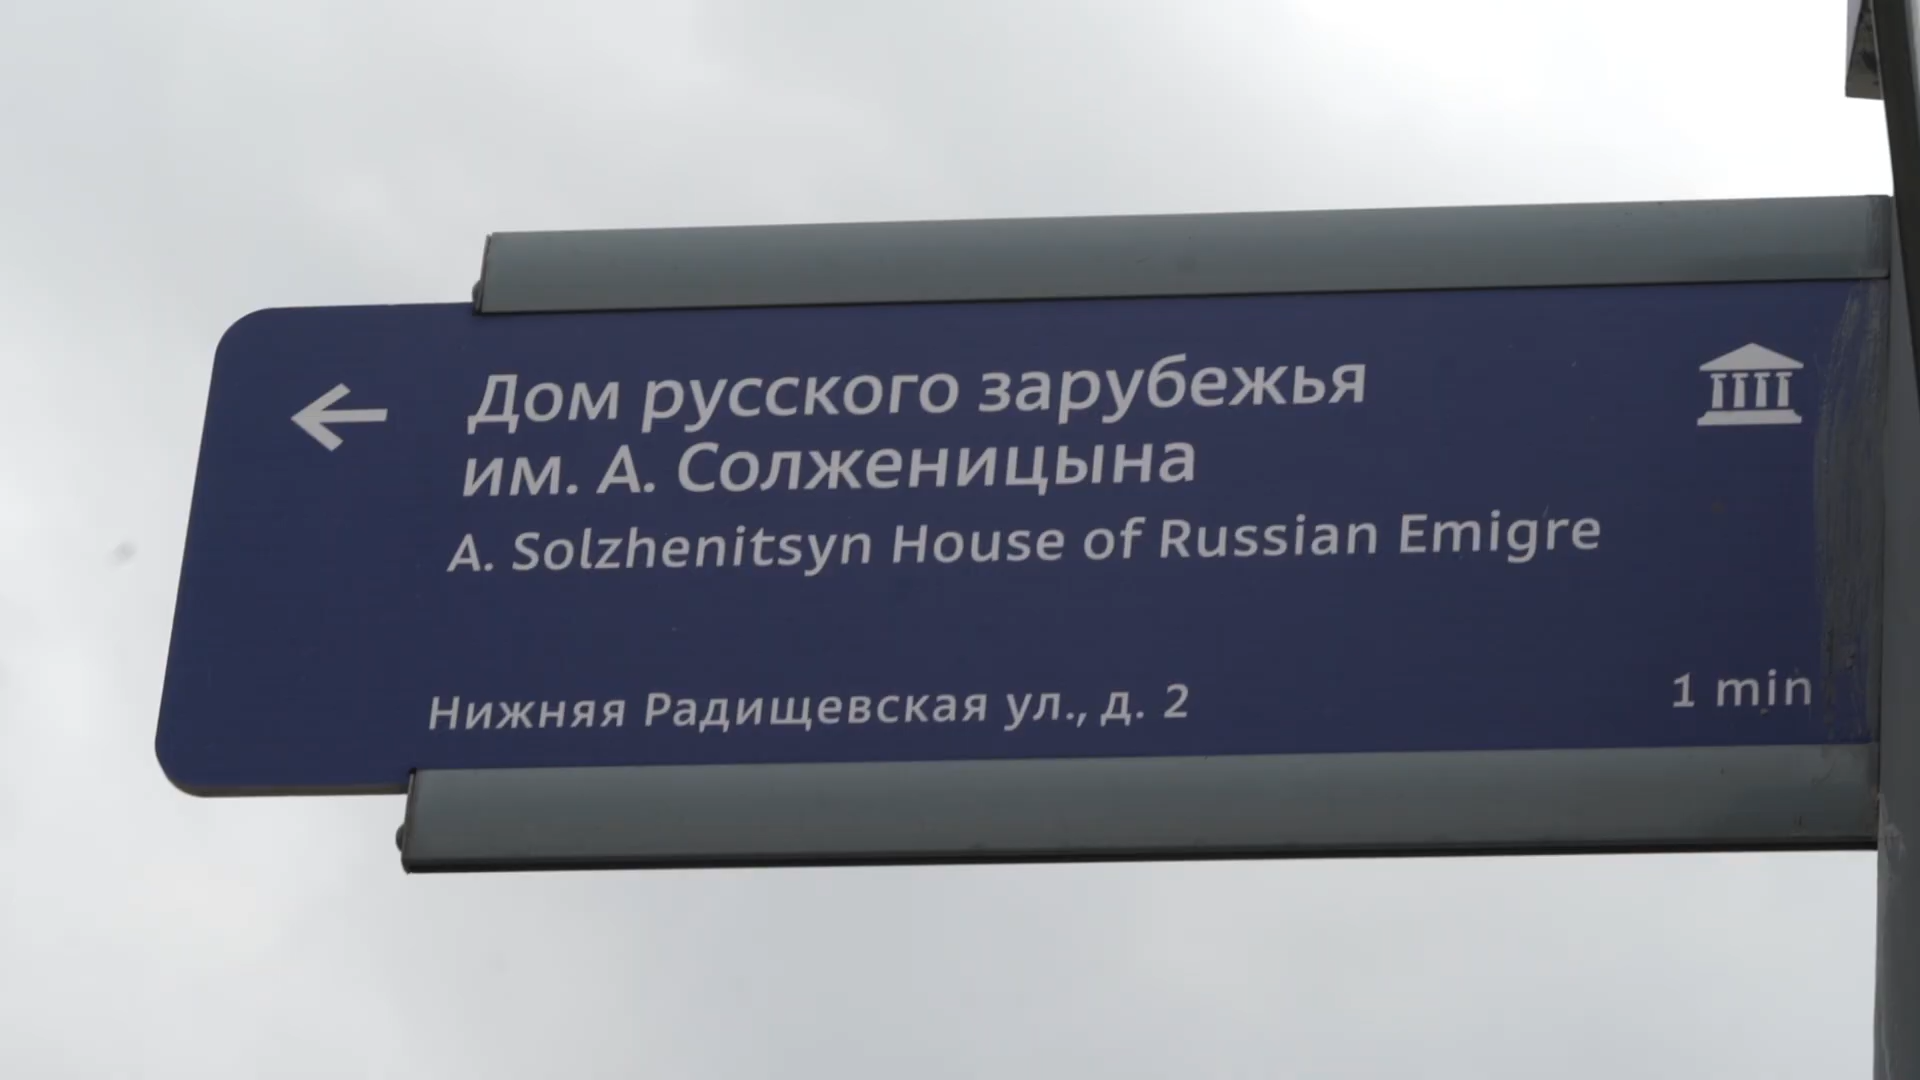 Дом русского зарубежья
им. А. Солженицына
A. Solzhenitsyn House of Russian Emigre
Нижняя Радищевская ул., д. 2
1 min